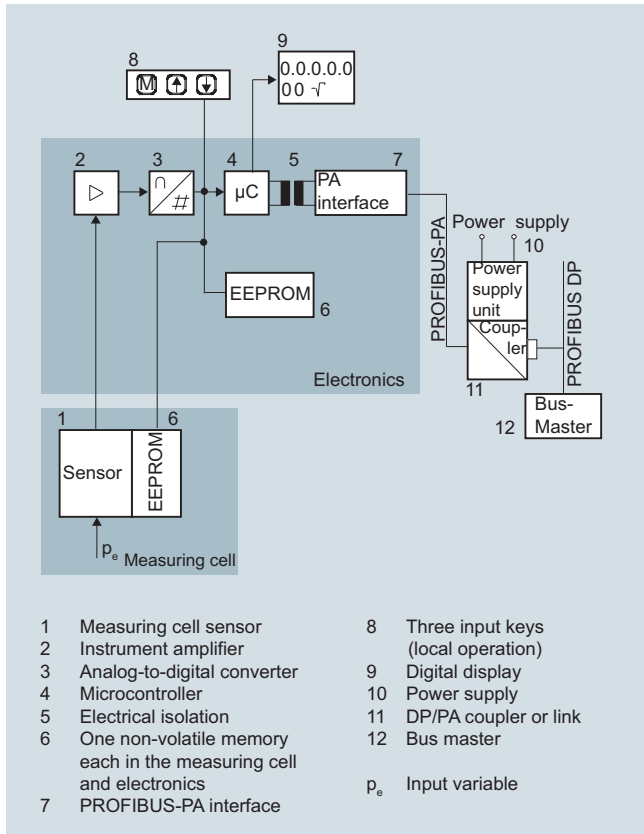 9
8
0.0.0.0.0
0 0 √
M
2
3
4
5
7
∩
#
µC
PA
interface
Power supply
10
PROFIBUS-PA
Power
supply
unit
PROFIBUS DP
EEPROM
6
Coup-
ler
Electronics
11
Bus-
Master
12
1
6
Sensor
EEPROM
pe Measuring cell
1 Measuring cell sensor
2 Instrument amplifier
3 Analog-to-digital converter
4 Microcontroller
5 Electrical isolation
6 One non-volatile memory
each in the measuring cell
and electronics
7 PROFIBUS-PA interface
8 Three input keys
(local operation)
9 Digital display
10 Power supply
11 DP/PA coupler or link
12 Bus master
pe Input variable